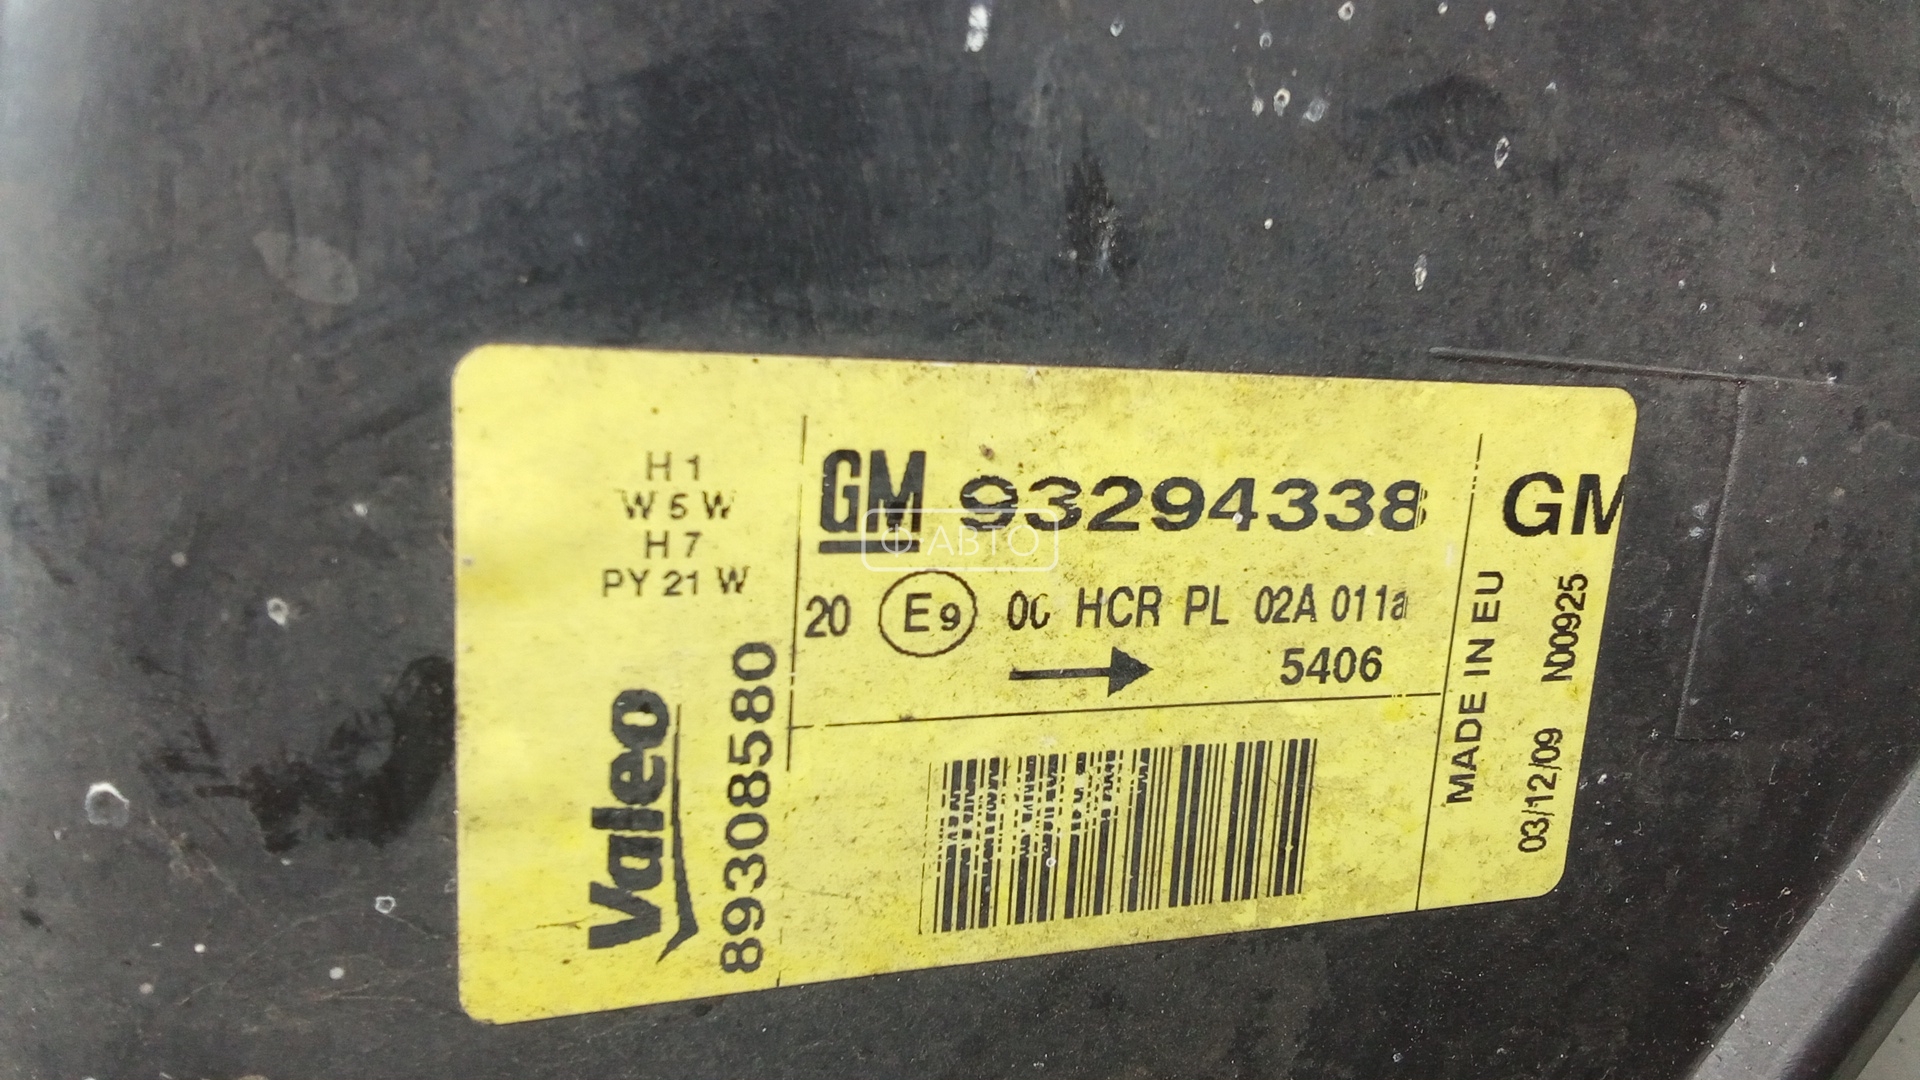 H 1
W 5 W
H 7
PY 21 W
Valeo
89308580
GM 93294338
Ф АВТО
20 E9 00 HCR PL 02A 011a
5406
GM
MADE IN EU
03/12/09 ND0925